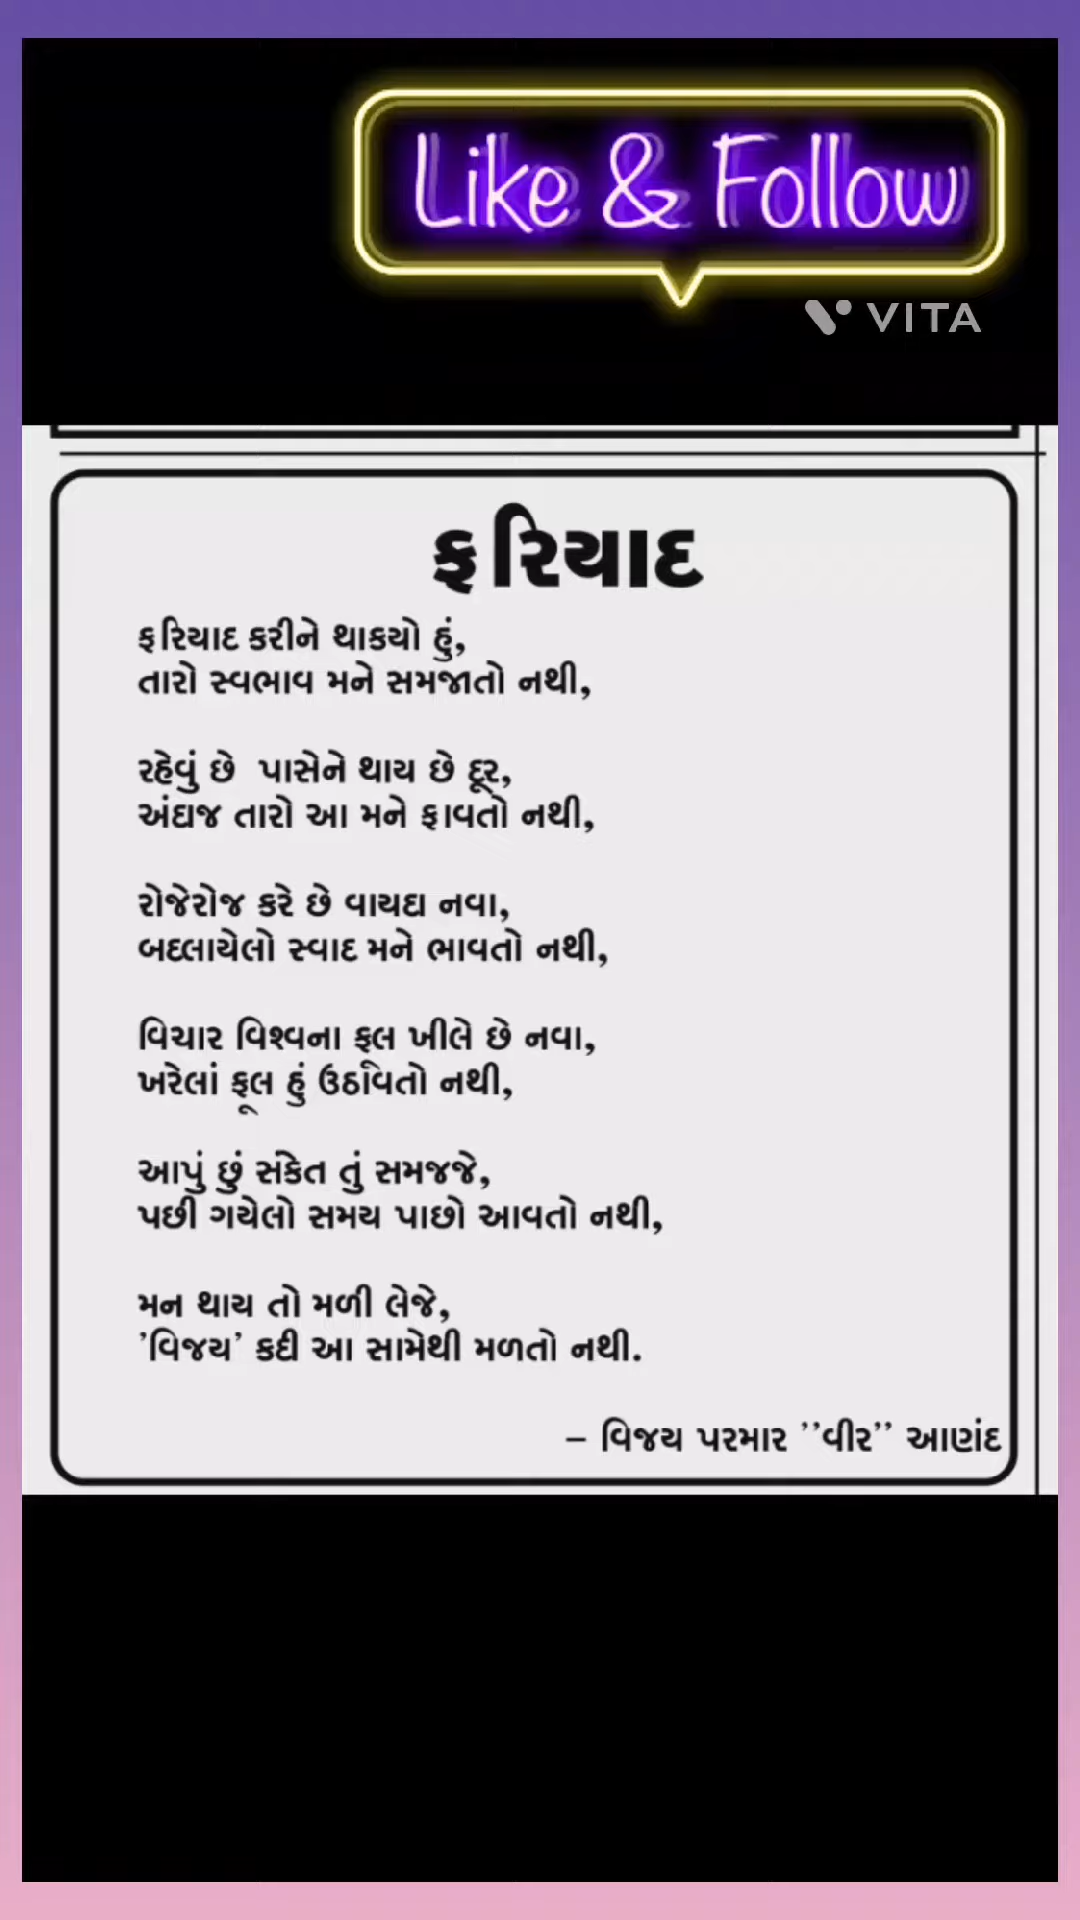 Like & Follow
VITA
ફરિયાદ
ફરિયાદ કરીને થાકયો હું,
તારો સ્વભાવ મને સમજાતો નથી,
રહેવું છે પાસેને થાય છે દૂર,
અંદાજ તારો આ મને ફાવતો નથી,
રોજેરોજ કરે છે વાયદા નવા,
બદલાયેલો સ્વાદ મને ભાવતો નથી,
વિચાર વિશ્વના ફૂલ ખીલે છે નવા,
ખરેલાં ફૂલ હું ઉઠાવતો નથી,
આપું છું સંકેત તું સમજજે,
પછી ગયેલો સમય પાછો આવતો નથી,
મન થાય તો મળી લેજે,
'વિજય' કદી આ સામેથી મળતો નથી.
– વિજય પરમાર ''વીર'' આણંદ